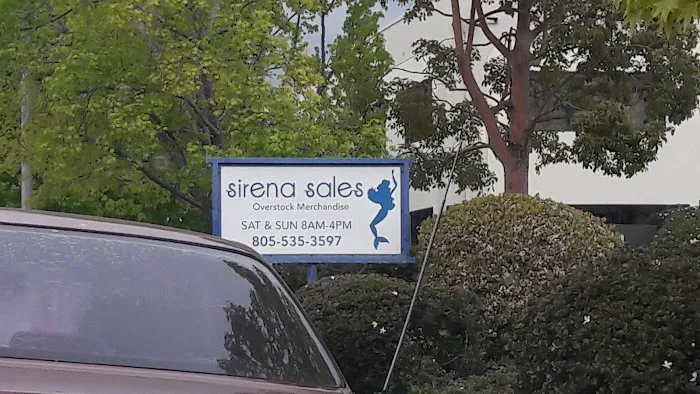 sirena sales
Overstock Merchandise
SAT & SUN 8AM-4PM
805-535-3597